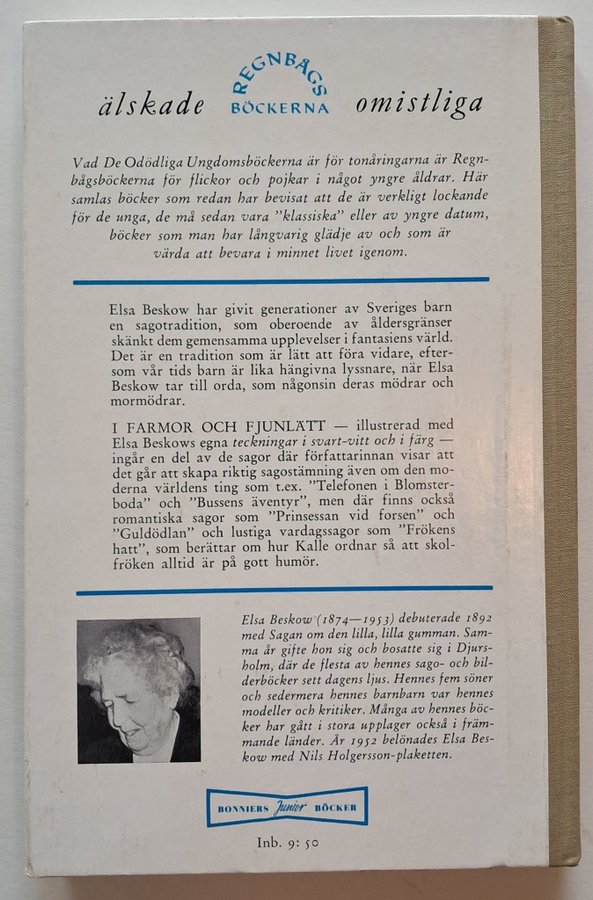 REGNBÅGS
älskade BÖCKERNA omistliga
Vad De Odödliga Ungdomsböckerna är för tonåringarna är Regn-
bågsböckerna för flickor och pojkar i något yngre åldrar. Här
samlas böcker som redan har bevisat att de är verkligt lockande
för de unga, de må sedan vara "klassiska" eller av yngre datum,
böcker som man har långvarig glädje av och som är
värda att bevara i minnet livet igenom.
Elsa Beskow har givit generationer av Sveriges barn
en sagotradition, som oberoende av åldersgränser
skänkt dem gemensamma upplevelser i fantasiens värld.
Det är en tradition som är lätt att föra vidare, efter-
som vår tids barn är lika hängivna lyssnare, när Elsa
Beskow tar till orda, som någonsin deras mödrar och
mormödrar.
I FARMOR OCH FJUNLÄTT — illustrerad med
Elsa Beskows egna teckningar i svart-vitt och i färg —
ingår en del av de sagor där författarinnan visar att
det går att skapa riktig sagostämning även om den mo-
derna världens ting som t.ex. "Telefonen i Blomster-
boda" och "Bussens äventyr", men där finns också
romantiska sagor som "Prinsessan vid forsen" och
"Guldödlan" och lustiga vardagssagor som "Frökens
hatt", som berättar om hur Kalle ordnar så att skol-
fröken alltid är på gott humör.
Elsa Beskow (1874—1953) debuterade 1892
med Sagan om den lilla, lilla gumman. Sam-
ma år gifte hon sig och bosatte sig i Djurs-
holm, där de flesta av hennes sago- och bil-
derböcker sett dagens ljus. Hennes fem söner
och sedermera hennes barnbarn var hennes
modeller och kritiker. Många av hennes böc-
ker har gått i stora upplager också i främ-
mande länder. År 1952 belönades Elsa Bes-
kow med Nils Holgersson-plaketten.
BONNIERS Junior BÖCKER
Inb. 9: 50